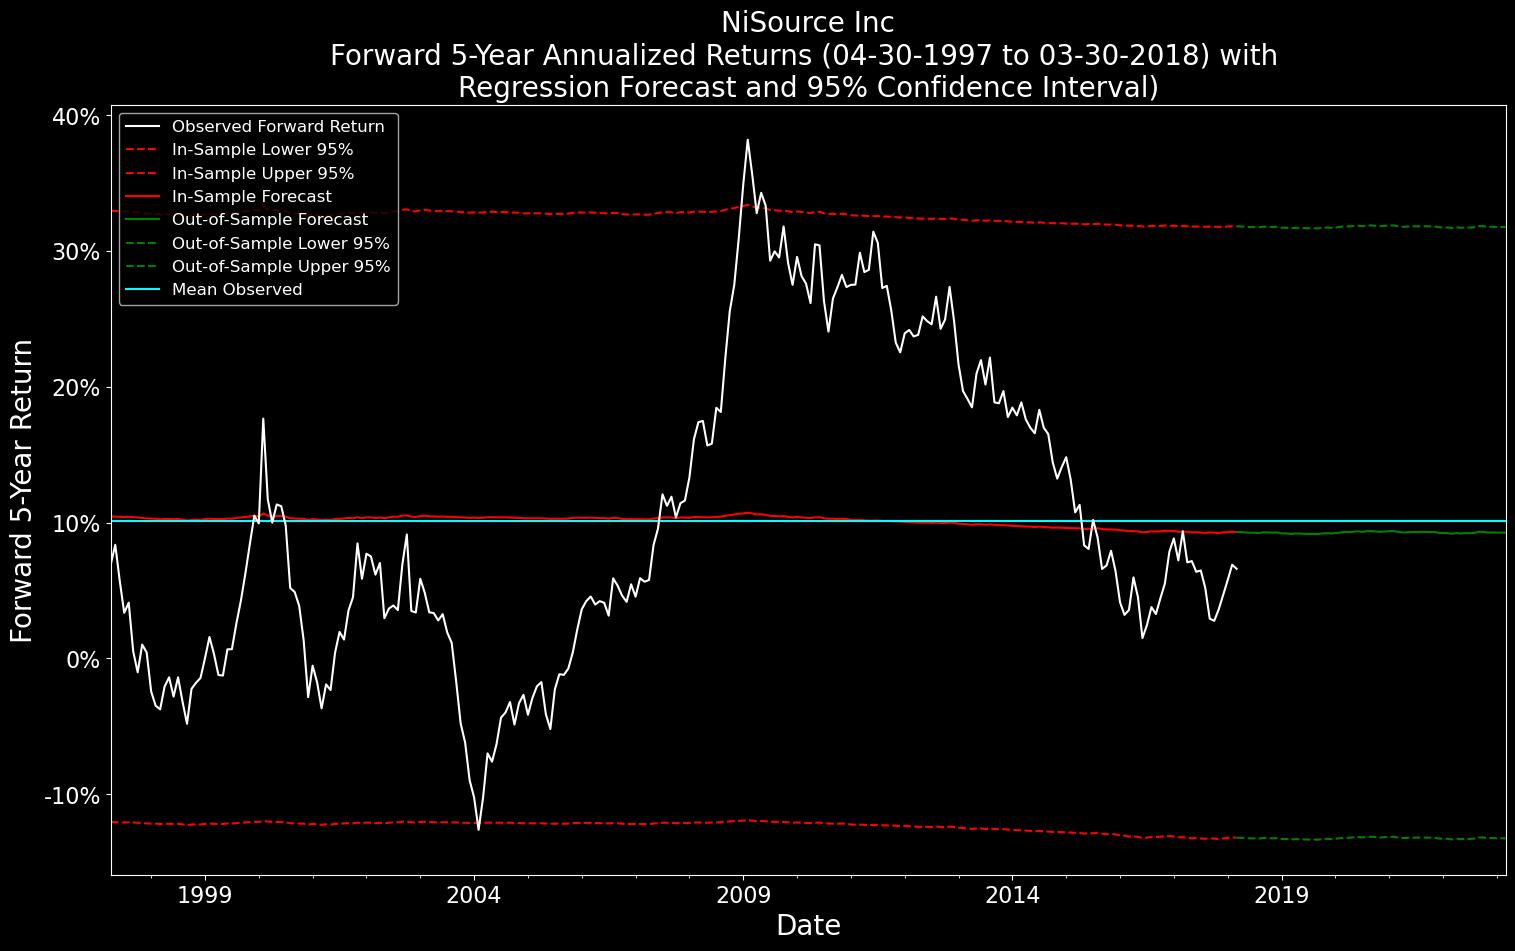 NiSource Inc
Forward 5-Year Annualized Returns (04-30-1997 to 03-30-2018) with
Regression Forecast and 95% Confidence Interval)
Forward 5-Year Return
40%
30%
20%
10%
0%
-10%
Observed Forward Return
In-Sample Lower 95%
In-Sample Upper 95%
In-Sample Forecast
Out-of-Sample Forecast
Out-of-Sample Lower 95%
Out-of-Sample Upper 95%
Mean Observed
1999
2004
2009
2014
2019
Date